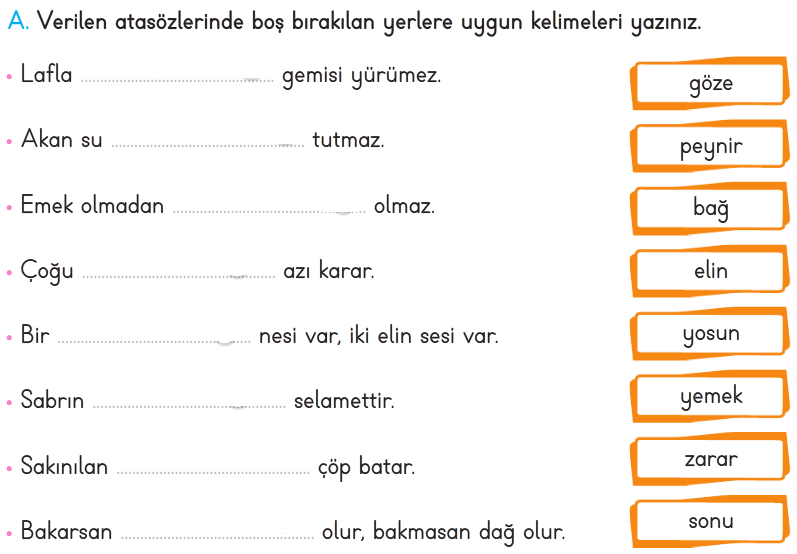 A. Verilen atasözlerinde boş bırakılan yerlere uygun kelimeleri yazınız.
• Lafla ........................ gemisi yürümez.
• Akan su ........................ tutmaz.
• Emek olmadan ........................ olmaz.
• Çoğu ........................ azı karar.
• Bir ........................ nesi var, iki elin sesi var.
• Sabrın ........................ selamettir.
• Sakınılan ........................ çöp batar.
• Bakarsan ........................ olur, bakmasan dağ olur.
göze
peynir
bağ
elin
yosun
yemek
zarar
sonu